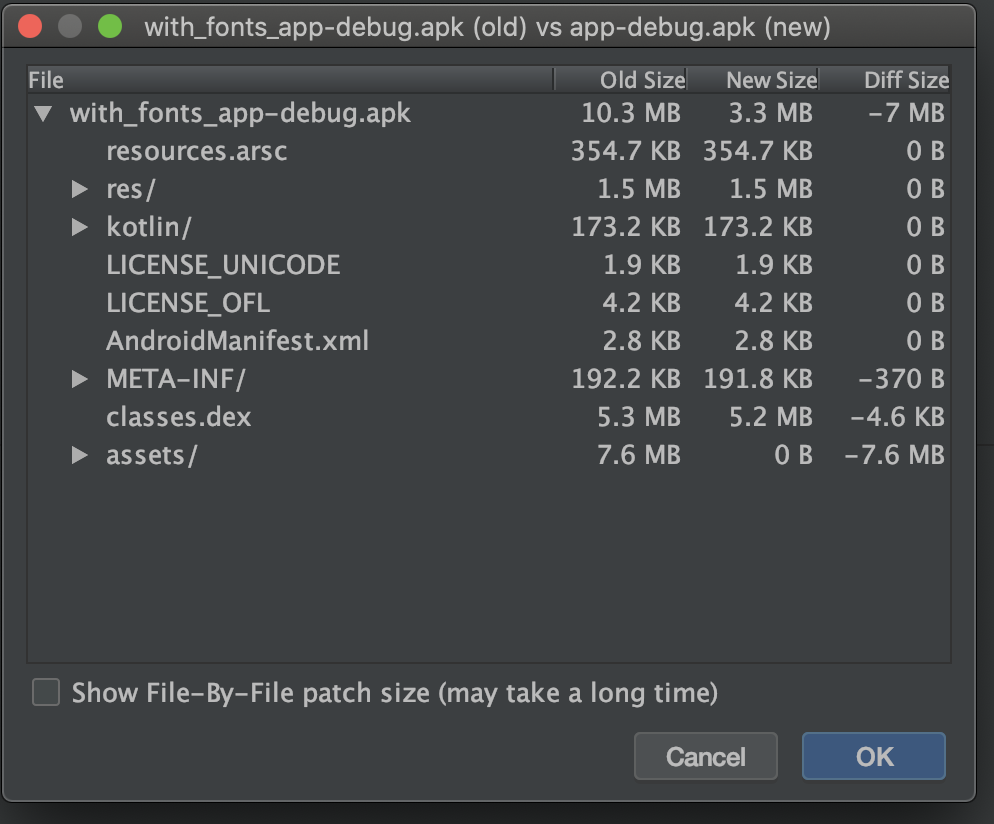 with_fonts_app-debug.apk (old) vs app-debug.apk (new)
File Old Size New Size Diff Size
with_fonts_app-debug.apk 10.3 MB 3.3 MB -7 MB
resources.arsc 354.7 KB 354.7 KB 0 B
res/ 1.5 MB 1.5 MB 0 B
kotlin/ 173.2 KB 173.2 KB 0 B
LICENSE_UNICODE 1.9 KB 1.9 KB 0 B
LICENSE_OFL 4.2 KB 4.2 KB 0 B
AndroidManifest.xml 2.8 KB 2.8 KB 0 B
META-INF/ 192.2 KB 191.8 KB -370 B
classes.dex 5.3 MB 5.2 MB -4.6 KB
assets/ 7.6 MB 0 B -7.6 MB
Show File-By-File patch size (may take a long time)
Cancel OK